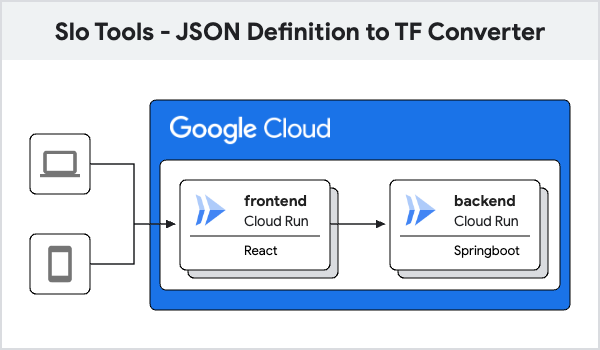 Slo Tools - JSON Definition to TF Converter
Google Cloud
frontend
Cloud Run
React
backend
Cloud Run
Springboot